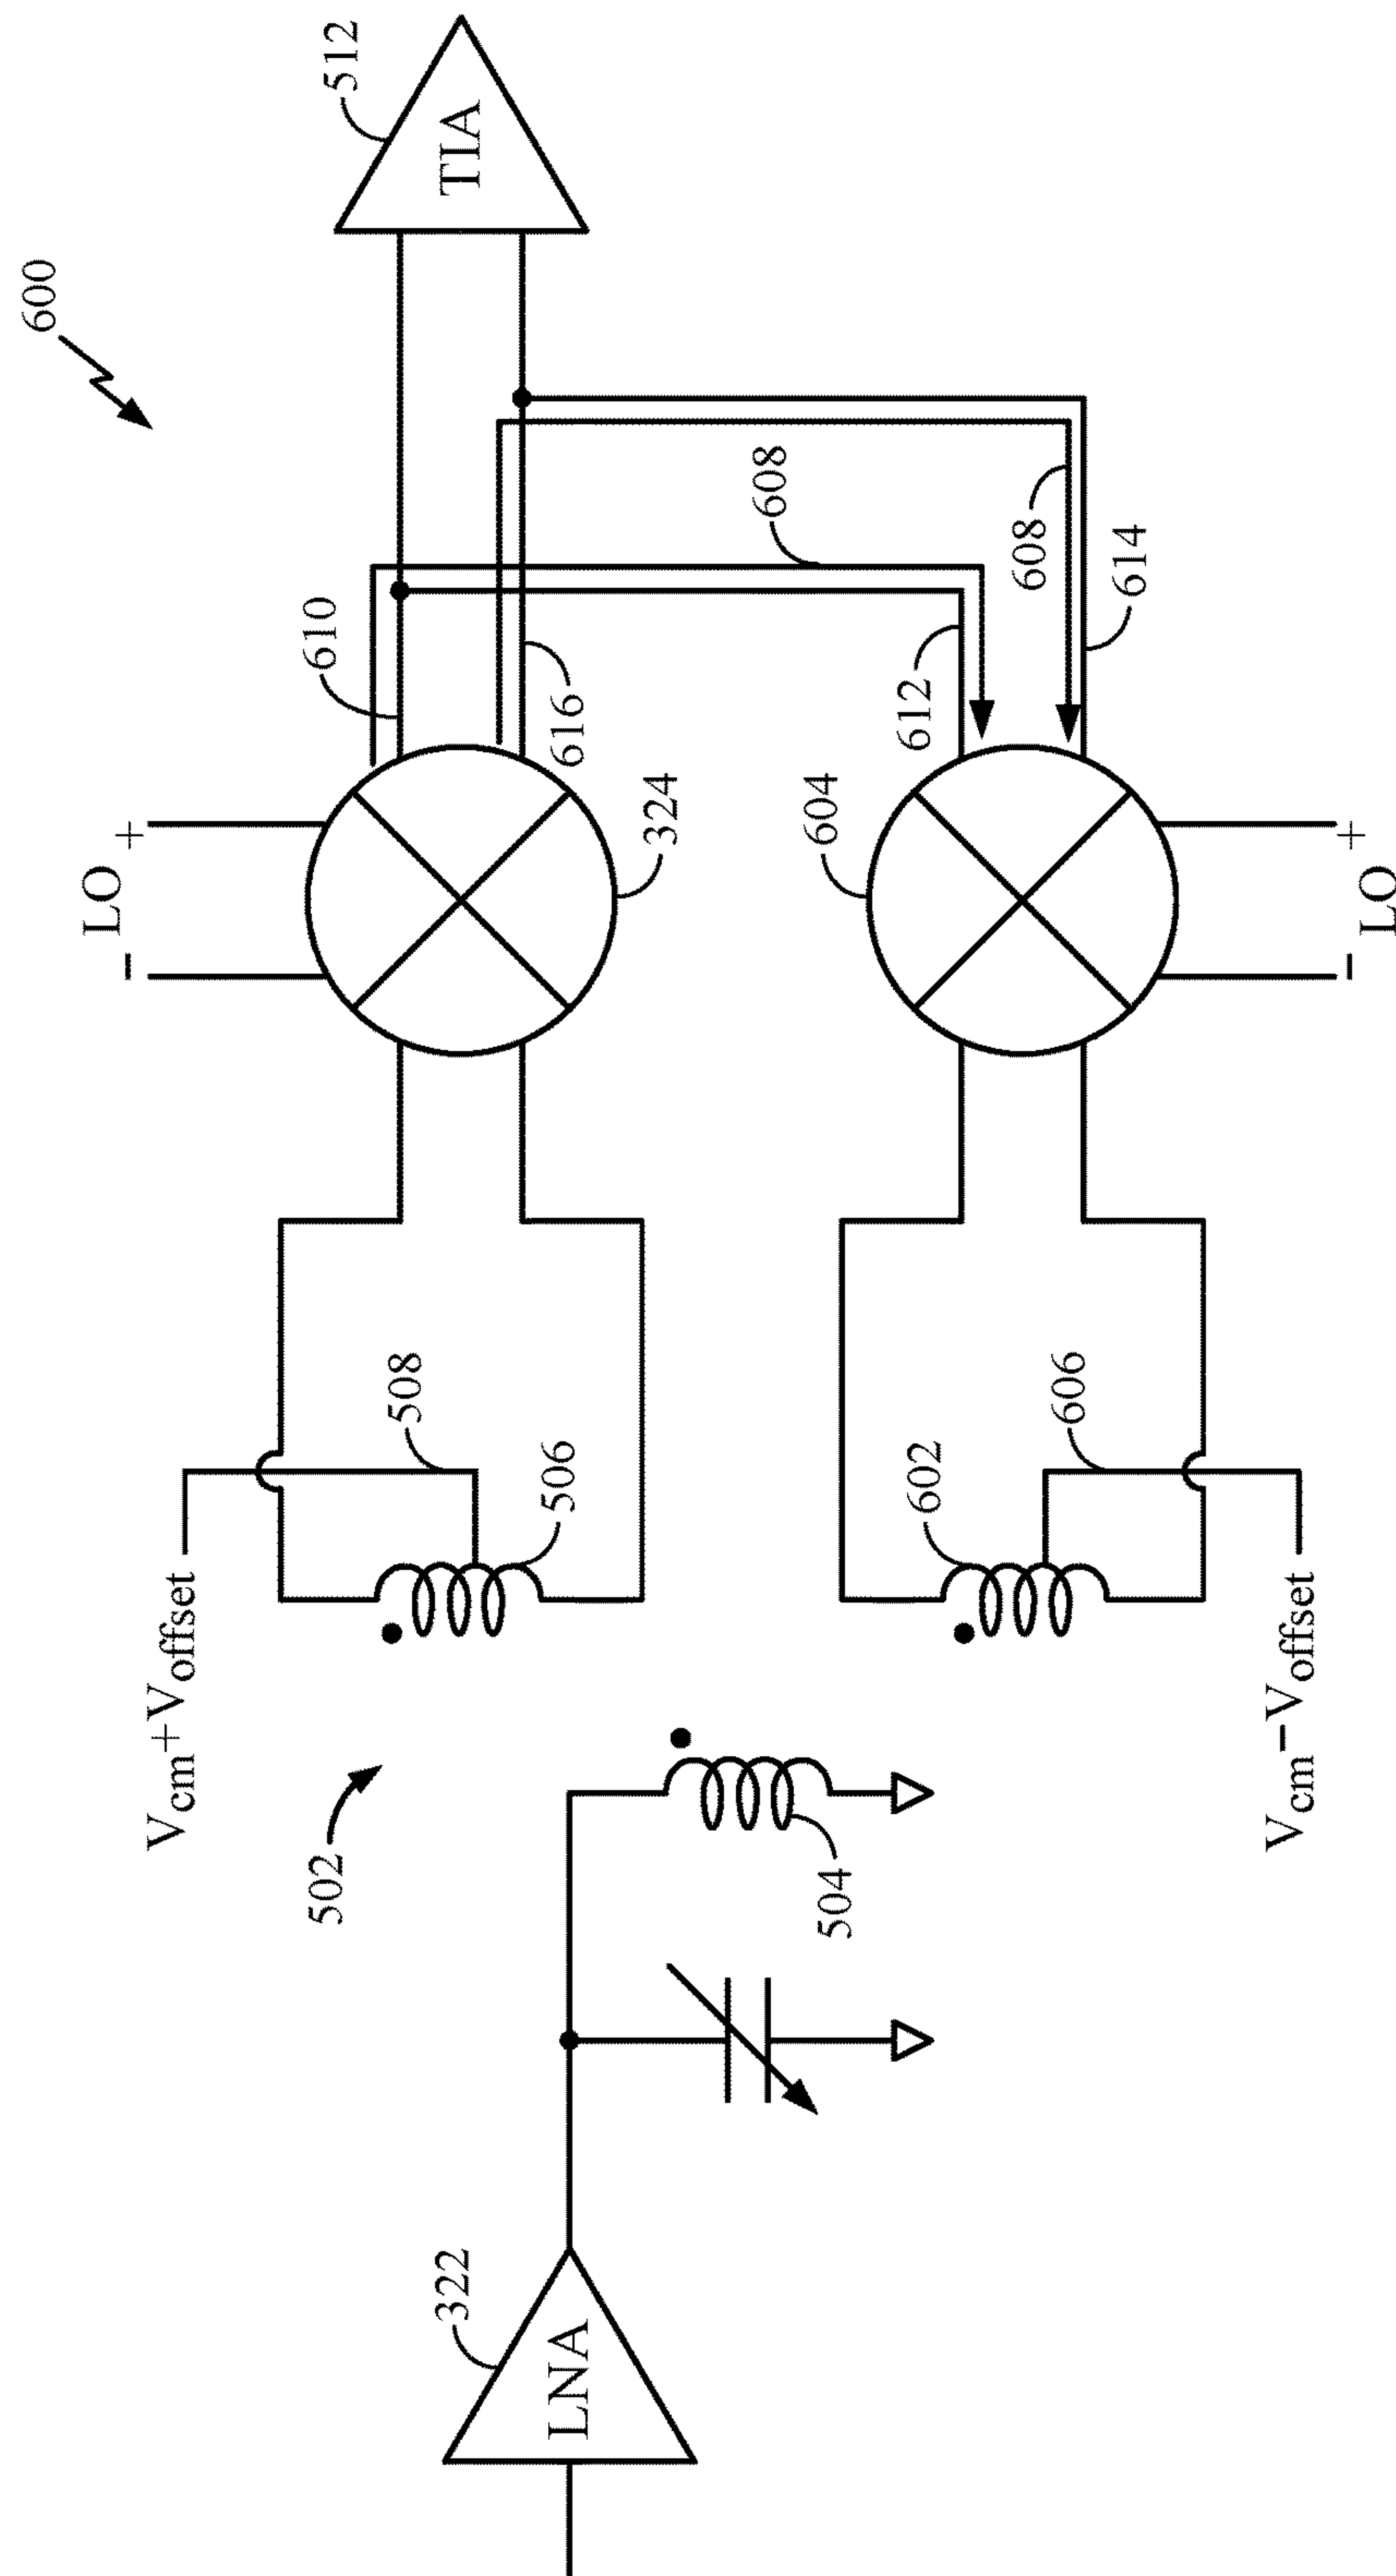 600
− LO +
Vcm+Voffset
502
610
512
508
322
TIA
506
616
LNA
324
608
504
604
612
602
608
606
614
Vcm−Voffset
− LO +